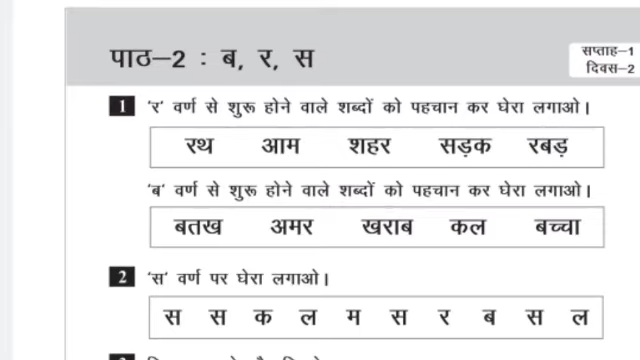 पाठ–2 : ब, र, स
सप्ताह–1
दिवस–2
1 'र' वर्ण से शुरू होने वाले शब्दों को पहचान कर घेरा लगाओ।
रथ आम शहर सड़क रबड़
'ब' वर्ण से शुरू होने वाले शब्दों को पहचान कर घेरा लगाओ।
बतख अमर खराब कल बच्चा
2 'स' वर्ण पर घेरा लगाओ।
स स क ल म स र ब स ल